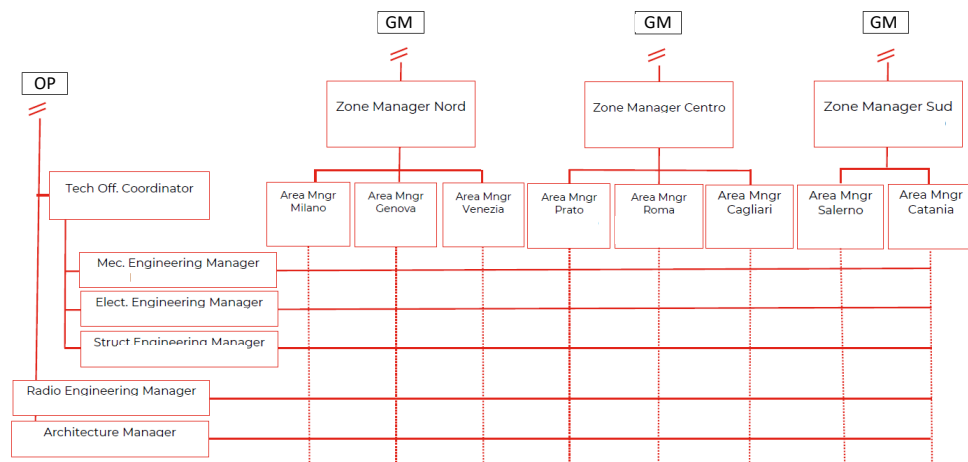 GM
GM
GM
OP
Zone Manager Nord
Zone Manager Centro
Zone Manager Sud
Tech Off. Coordinator
Area Mngr
Milano
Area Mngr
Genova
Area Mngr
Venezia
Area Mngr
Prato
Area Mngr
Roma
Area Mngr
Cagliari
Area Mngr
Salerno
Area Mngr
Catania
Mec. Engineering Manager
Elect. Engineering Manager
Struct Engineering Manager
Radio Engineering Manager
Architecture Manager